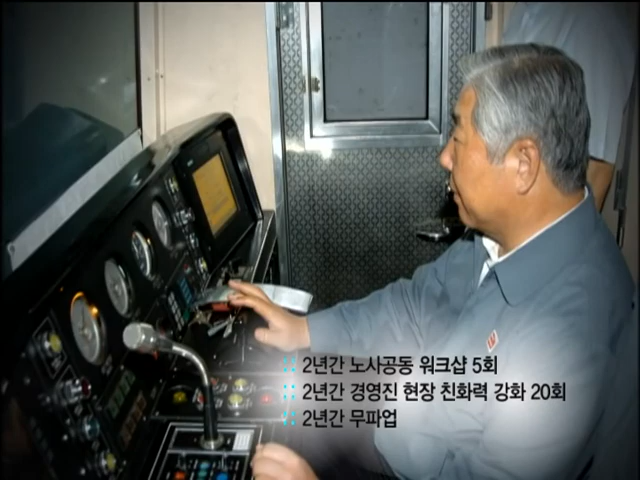 :: 2년간 노사공동 워크샵 5회
:: 2년간 경영진 현장 친화력 강화 20회
:: 2년간 무파업